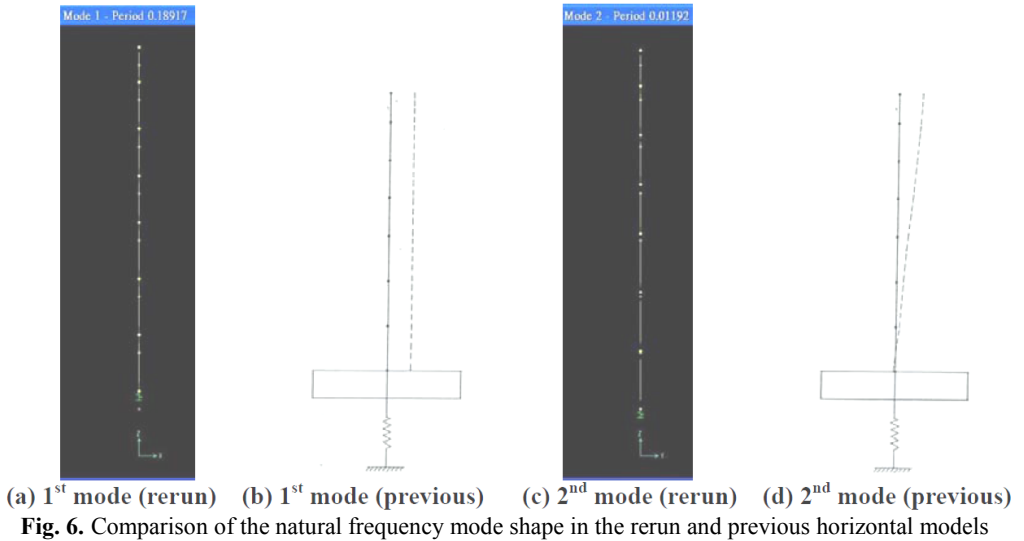 Mode 1 - Period 0.18917
Mode 2 - Period 0.01192
Z
X
Z
X
(a) 1st mode (rerun) (b) 1st mode (previous) (c) 2nd mode (rerun) (d) 2nd mode (previous)
Fig. 6. Comparison of the natural frequency mode shape in the rerun and previous horizontal models